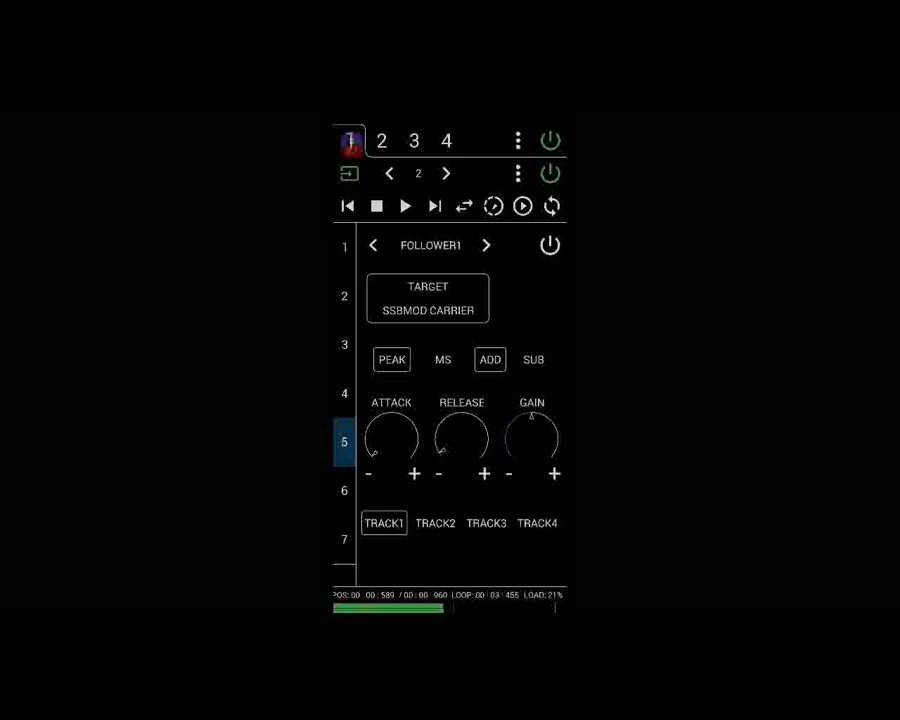 1 2 3 4
2
1 FOLLOWER1
TARGET
2 SSBMOD CARRIER
3 PEAK MS ADD SUB
4 ATTACK RELEASE GAIN
5
- + - + - +
6
TRACK1 TRACK2 TRACK3 TRACK4
7
POS:00 00:589 /00:00 960 LOOP:00 03:455 LOAD:21%